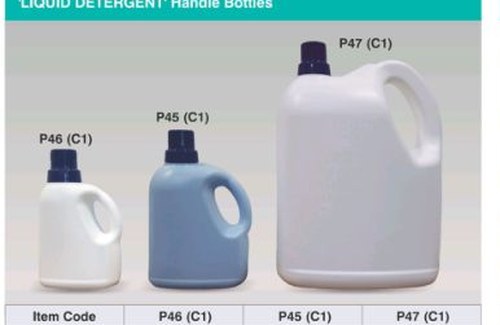 'LIQUID DETERGENT' Handle Bottles
P47 (C1)
P45 (C1)
P46 (C1)
Item Code P46 (C1) P45 (C1) P47 (C1)